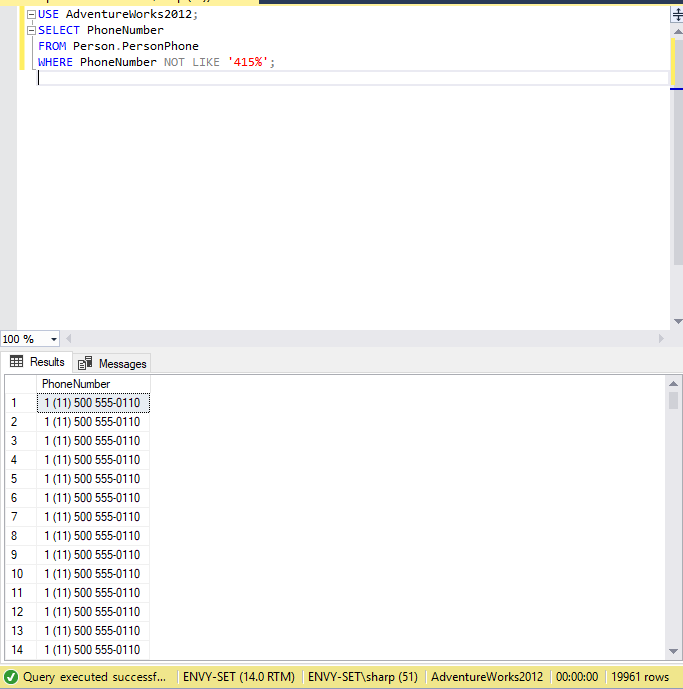 USE AdventureWorks2012;
SELECT PhoneNumber
FROM Person.PersonPhone
WHERE PhoneNumber NOT LIKE '415%';
100 %
Results Messages
PhoneNumber
1 1 (11) 500 555-0110
2 1 (11) 500 555-0110
3 1 (11) 500 555-0110
4 1 (11) 500 555-0110
5 1 (11) 500 555-0110
6 1 (11) 500 555-0110
7 1 (11) 500 555-0110
8 1 (11) 500 555-0110
9 1 (11) 500 555-0110
10 1 (11) 500 555-0110
11 1 (11) 500 555-0110
12 1 (11) 500 555-0110
13 1 (11) 500 555-0110
14 1 (11) 500 555-0110
Query executed successf... ENVY-SET (14.0 RTM) ENVY-SET\sharp (51) AdventureWorks2012 00:00:00 19961 rows